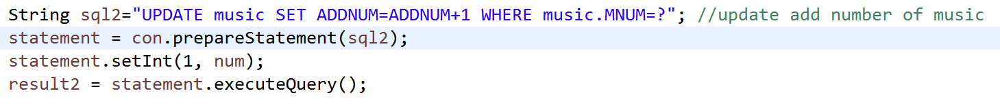 String sql2="UPDATE music SET ADDNUM=ADDNUM+1 WHERE music.MNUM=?"; //update add number of music
statement = con.prepareStatement(sql2);
statement.setInt(1, num);
result2 = statement.executeQuery();